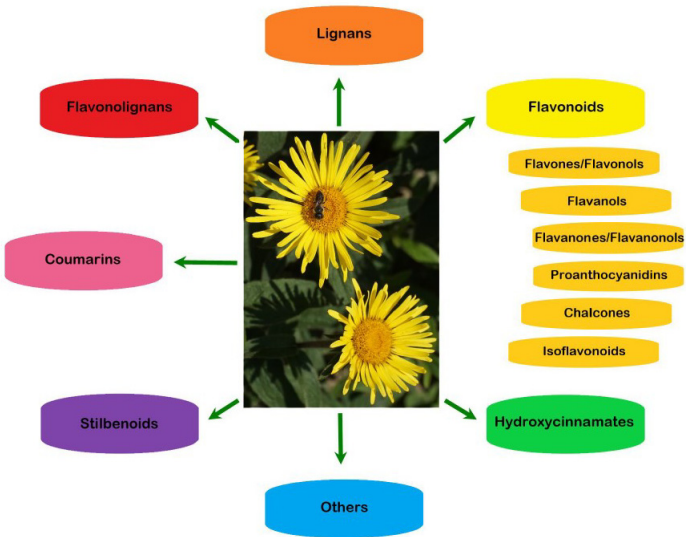 Lignans
Flavonolignans
Flavonoids
Flavones/Flavonols
Flavanols
Flavanones/Flavanonols
Coumarins
Proanthocyanidins
Chalcones
Isoflavonoids
Stilbenoids
Hydroxycinnamates
Others